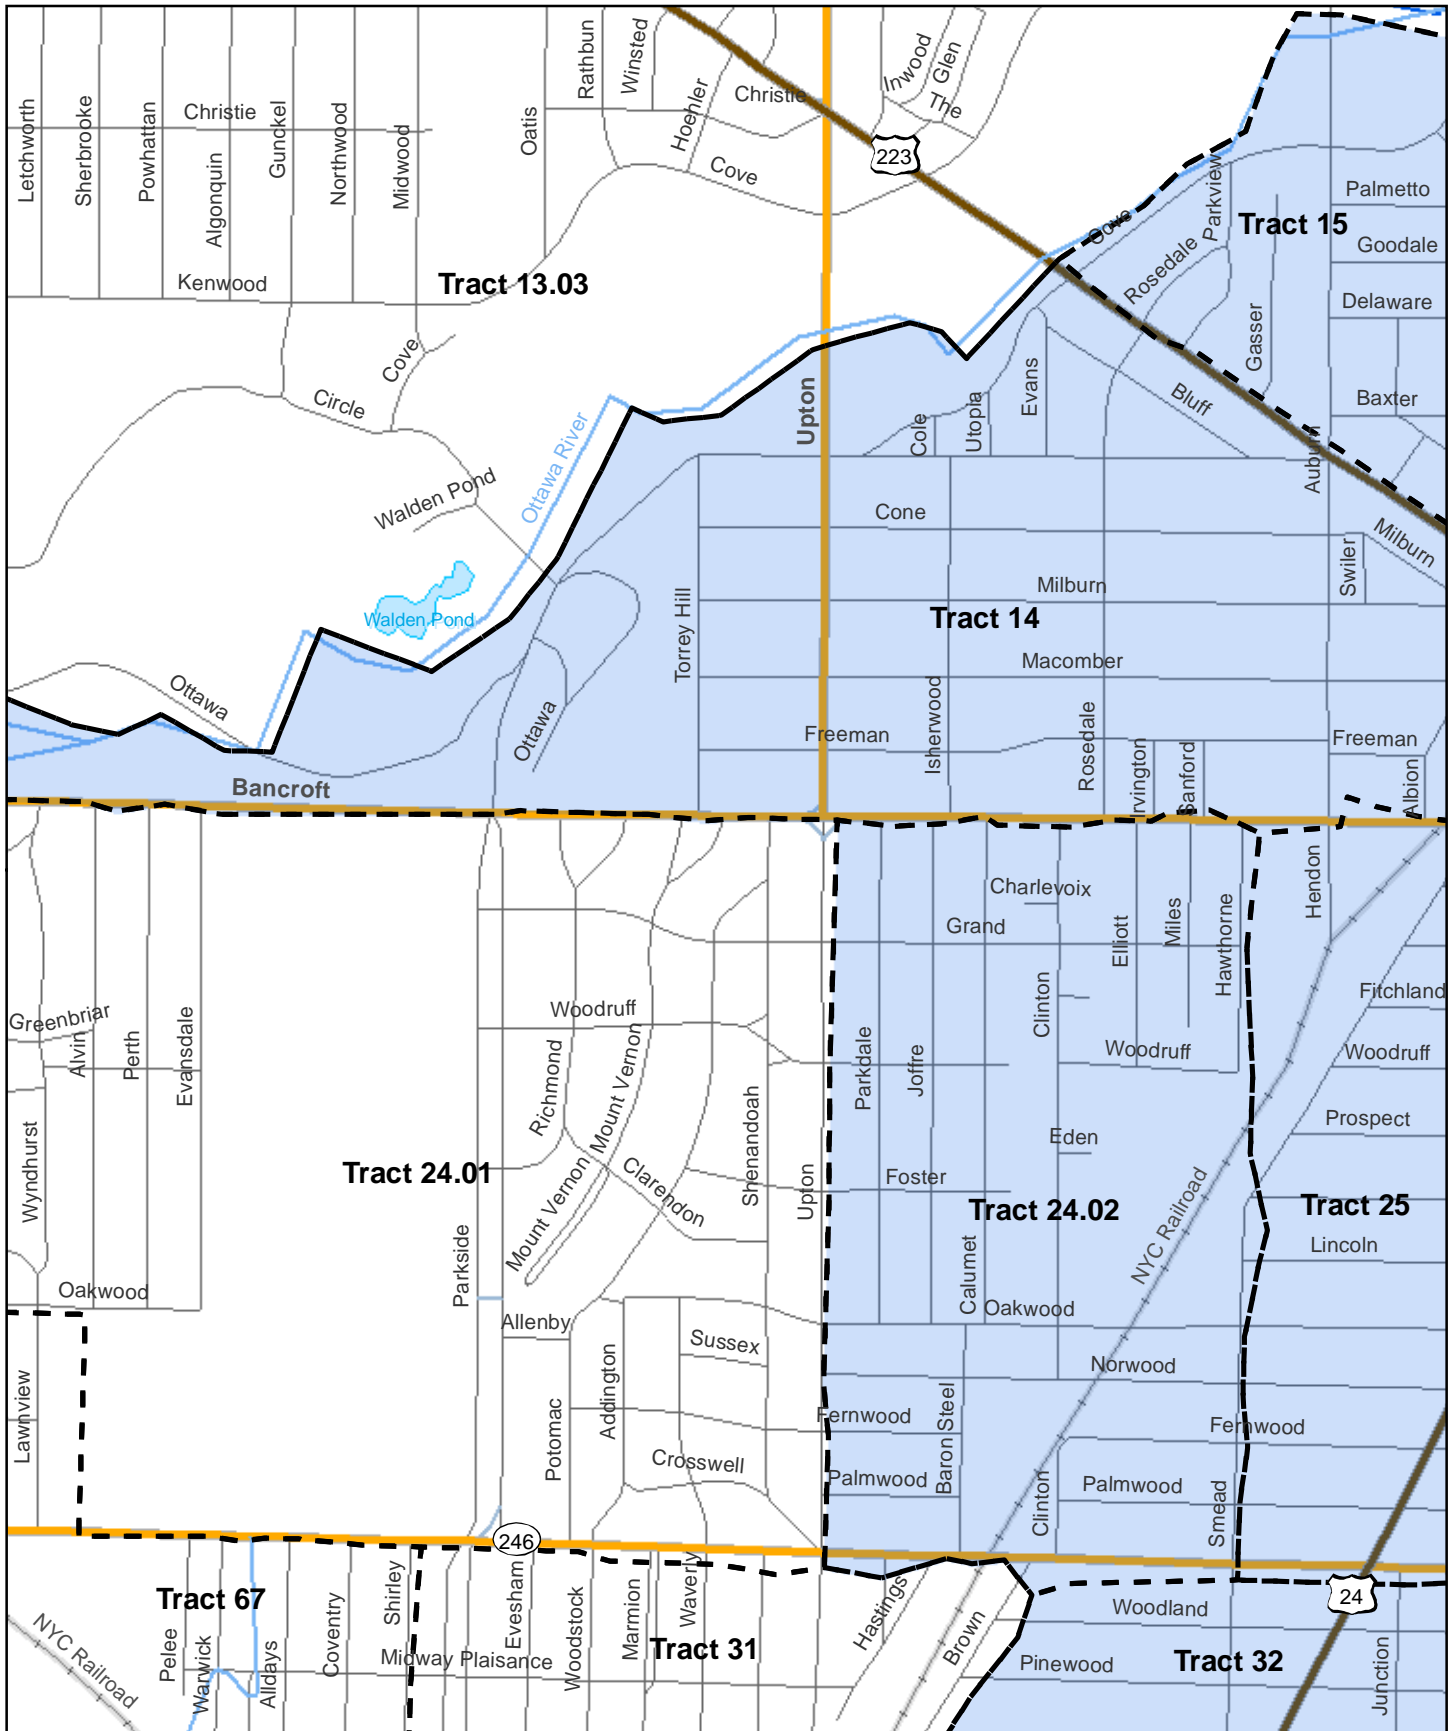 Letchworth
Sherbrooke
Powhattan
Christie
Algonquin
Gunckel
Northwood
Midwood
Oatis
Rathbun
Winsted
Hoehler
Christie
Inwood
Glen
The
223
Cove
Cove
Parkview
Tract 15
Palmetto
Goodale
Rosedale
Delaware
Kenwood
Tract 13.03
Gasser
Cove
Circle
Upton
Cole
Utopia
Evans
Bluff
Baxter
Auburn
Walden Pond
Ottawa River
Cone
Milburn
Swiler
Milburn
Walden Pond
Torrey Hill
Tract 14
Macomber
Ottawa
Ottawa
Freeman
Isherwood
Rosedale
Irvington
Sanford
Freeman
Albion
Bancroft
Charlevoix
Grand
Elliott
Miles
Hawthorne
Hendon
Greenbriar
Alvin
Perth
Evansdale
Woodruff
Richmond
Mount Vernon
Clinton
Fitchland
Parkdale
Joffre
Woodruff
Woodruff
Prospect
Wyndhurst
Tract 24.01
Mount Vernon
Clarendon
Shenandoah
Upton
Eden
Foster
Tract 24.02
NYC Railroad
Tract 25
Lincoln
Parkside
Oakwood
Allenby
Calumet
Oakwood
Sussex
Norwood
Lawnview
Potomac
Addington
Fernwood
Baron Steel
Fernwood
Crosswell
Palmwood
Clinton
Palmwood
Smead
246
Tract 67
Pelee
Warwick
Alldays
Coventry
Shirley
Evesham
Woodstock
Marmion
Waverly
Hastings
Brown
24
Woodland
NYC Railroad
Midway Plaisance
Tract 31
Pinewood
Tract 32
Junction